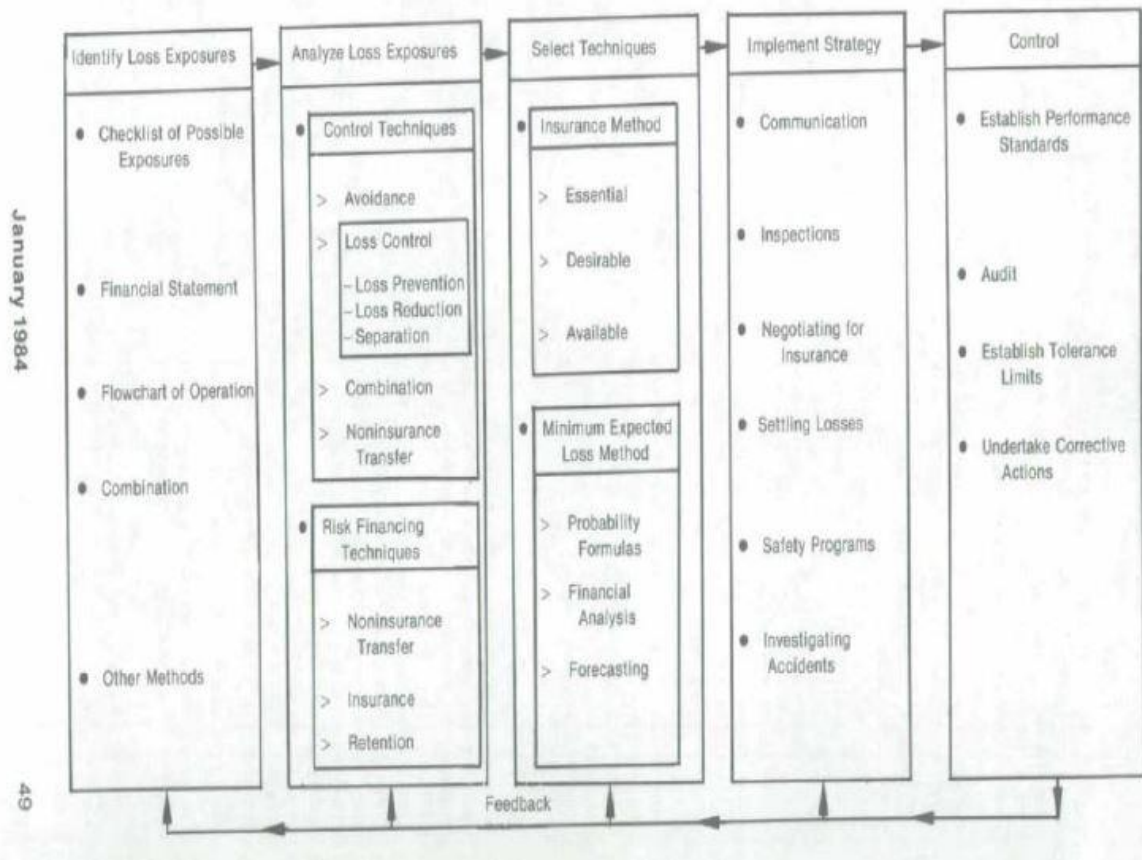 January 1984
49
Identify Loss Exposures
● Checklist of Possible
Exposures
● Financial Statement
● Flowchart of Operation
● Combination
● Other Methods
Analyze Loss Exposures
● Control Techniques
> Avoidance
> Loss Control
– Loss Prevention
– Loss Reduction
– Separation
> Combination
> Noninsurance
Transfer
● Risk Financing
Techniques
> Noninsurance
Transfer
> Insurance
> Retention
Select Techniques
● Insurance Method
> Essential
> Desirable
> Available
● Minimum Expected
Loss Method
> Probability
Formulas
> Financial
Analysis
> Forecasting
Implement Strategy
● Communication
● Inspections
● Negotiating for
Insurance
● Settling Losses
● Safety Programs
● Investigating
Accidents
Control
● Establish Performance
Standards
● Audit
● Establish Tolerance
Limits
● Undertake Corrective
Actions
Feedback